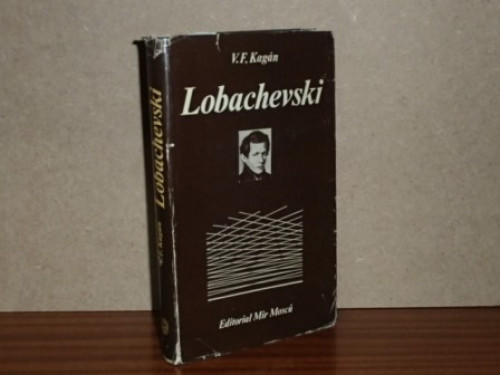 V. F. Kagán
Lobachevski
Editorial Mir Moscú
V. F. Kagán
Lobachevski